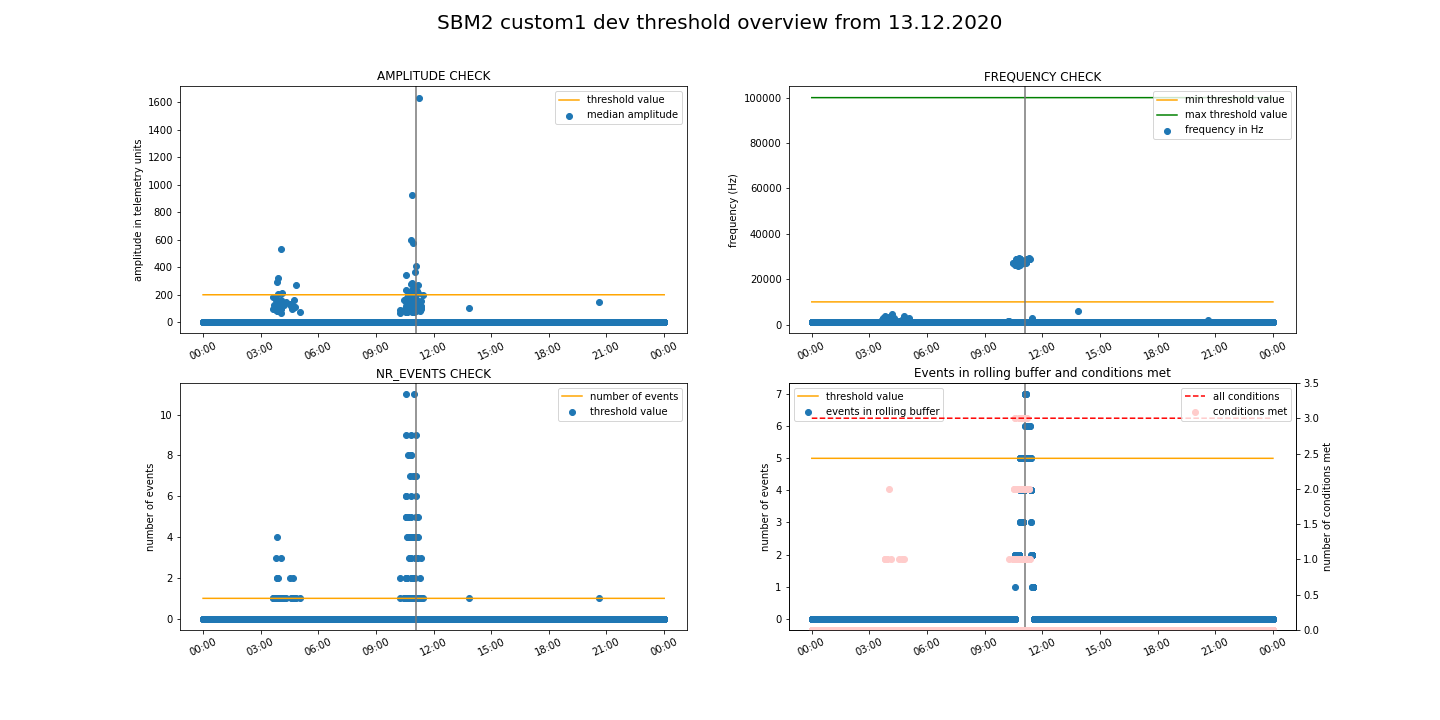 SBM2 custom1 dev threshold overview from 13.12.2020
AMPLITUDE CHECK
amplitude in telemetry units
1600
1400
1200
1000
800
600
400
200
0
threshold value
median amplitude
00:00 03:00 06:00 09:00 12:00 15:00 18:00 21:00 00:00
FREQUENCY CHECK
frequency (Hz)
100000
80000
60000
40000
20000
0
min threshold value
max threshold value
frequency in Hz
00:00 03:00 06:00 09:00 12:00 15:00 18:00 21:00 00:00
NR_EVENTS CHECK
number of events
10
8
6
4
2
0
number of events
threshold value
00:00 03:00 06:00 09:00 12:00 15:00 18:00 21:00 00:00
Events in rolling buffer and conditions met
number of events
7
6
5
4
3
2
1
0
threshold value
events in rolling buffer
all conditions
conditions met
3.5
3.0
2.5
2.0
1.5
1.0
0.5
0.0
number of conditions met
00:00 03:00 06:00 09:00 12:00 15:00 18:00 21:00 00:00